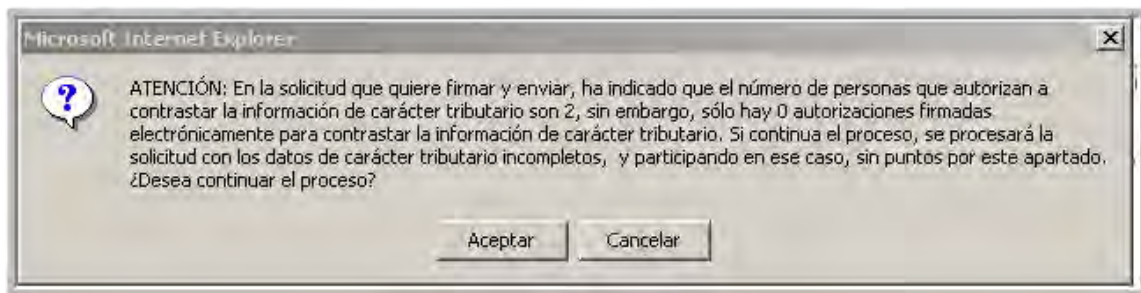 Microsoft Internet Explorer
ATENCIÓN: En la solicitud que quiere firmar y enviar, ha indicado que el número de personas que autorizan a
contrastar la información de carácter tributario son 2, sin embargo, sólo hay 0 autorizaciones firmadas
electrónicamente para contrastar la información de carácter tributario. Si continua el proceso, se procesará la
solicitud con los datos de carácter tributario incompletos, y participando en ese caso, sin puntos por este apartado.
¿Desea continuar el proceso?
Aceptar
Cancelar